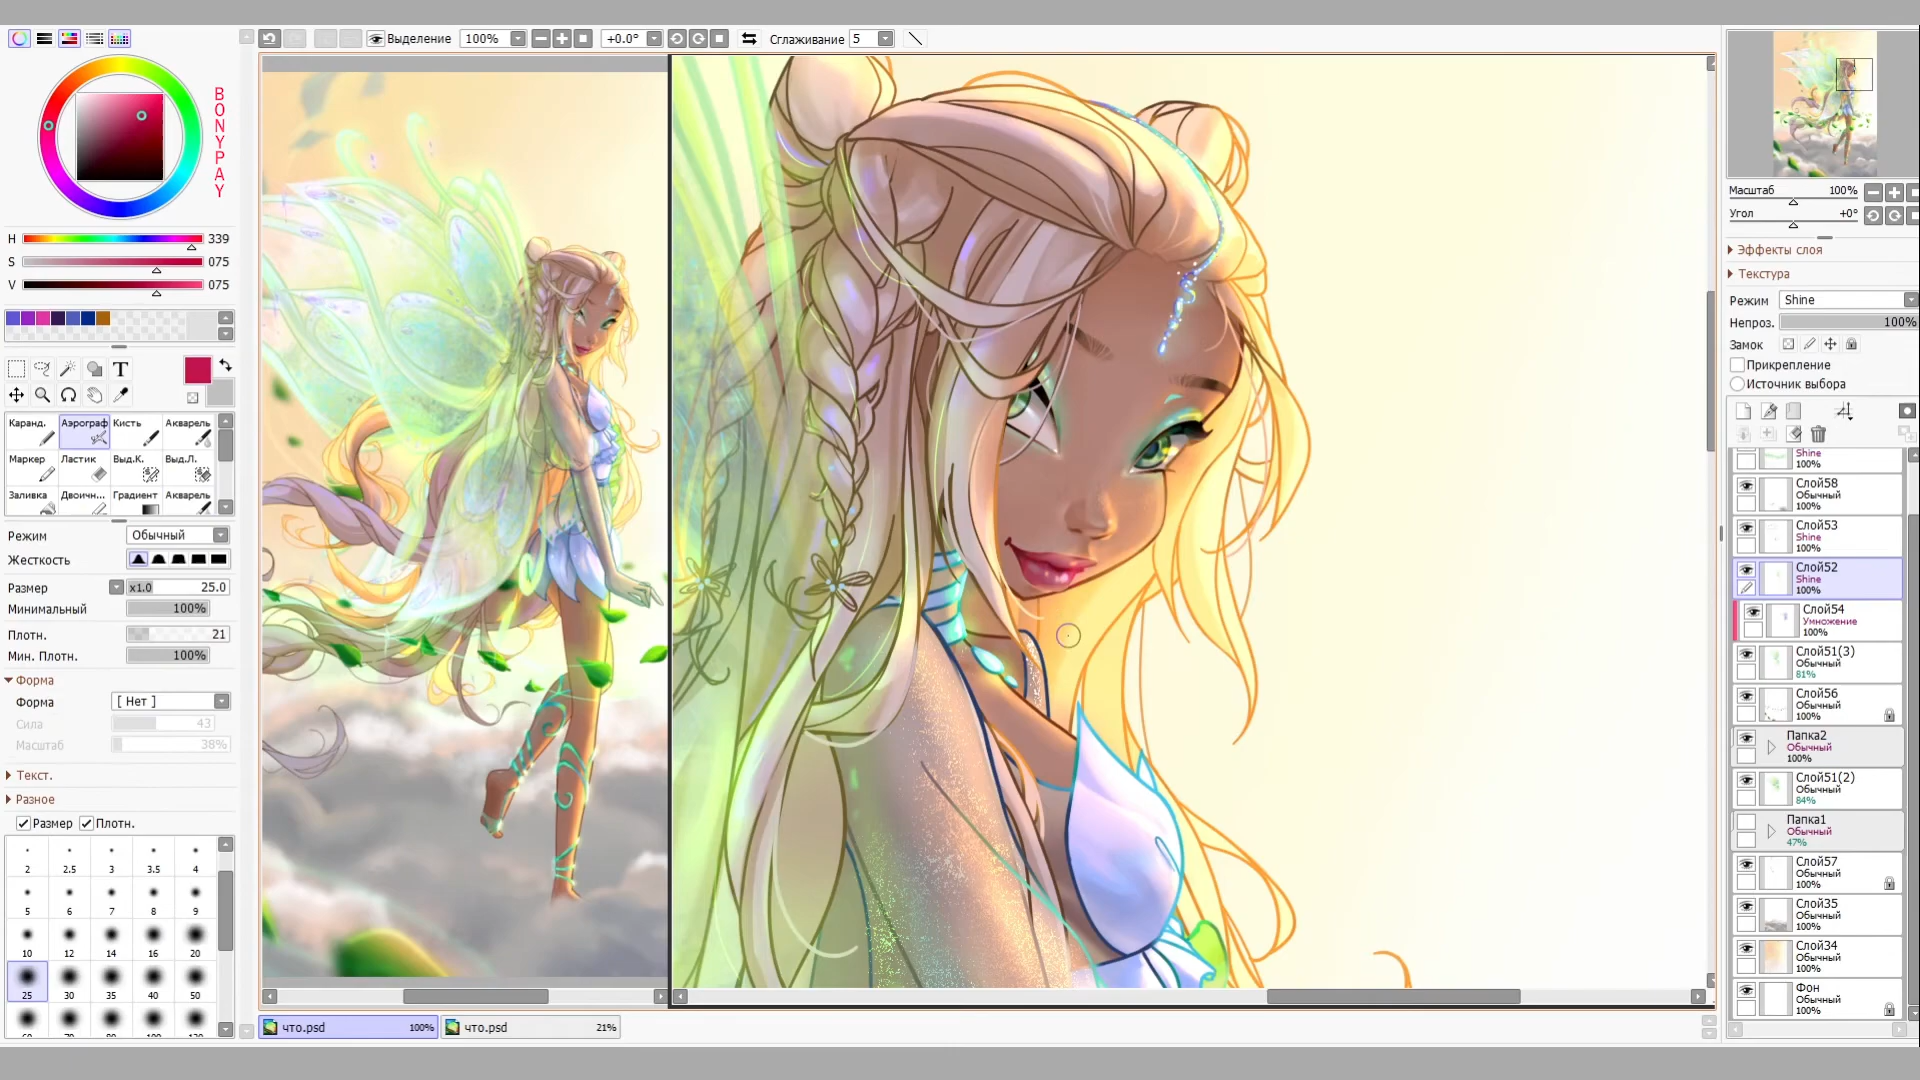 Выделение
100%
+0.0°
Сглаживание
5
BONYPAY
H 339
S 075
V 075
T
Каранд.
Аэрограф
Кисть
Акварель
Маркер
Ластик
Выд.К.
Выд.Л.
Заливка
Двоичн...
Градиент
Акварель
Режим
Обычный
Жесткость
Размер
x1.0
25.0
Минимальный
100%
Плотн.
21
Мин. Плотн.
100%
Форма
Форма
[ Нет ]
Сила
43
Масштаб
38%
Текст.
Разное
Размер
Плотн.
2 2.5 3 3.5 4
5 6 7 8 9
10 12 14 16 20
25 30 35 40 50
что.psd 100%
что.psd 21%
Масштаб 100%
Угол +0°
Эффекты слоя
Текстура
Режим Shine
Непроз. 100%
Замок
Прикрепление
Источник выбора
Shine
100%
Слой58
Обычный
100%
Слой53
Shine
100%
Слой52
Shine
100%
Слой54
Умножение
100%
Слой51(3)
Обычный
81%
Слой56
Обычный
100%
Папка2
Обычный
100%
Слой51(2)
Обычный
84%
Папка1
Обычный
47%
Слой57
Обычный
100%
Слой35
Обычный
100%
Слой34
Обычный
100%
Фон
Обычный
100%